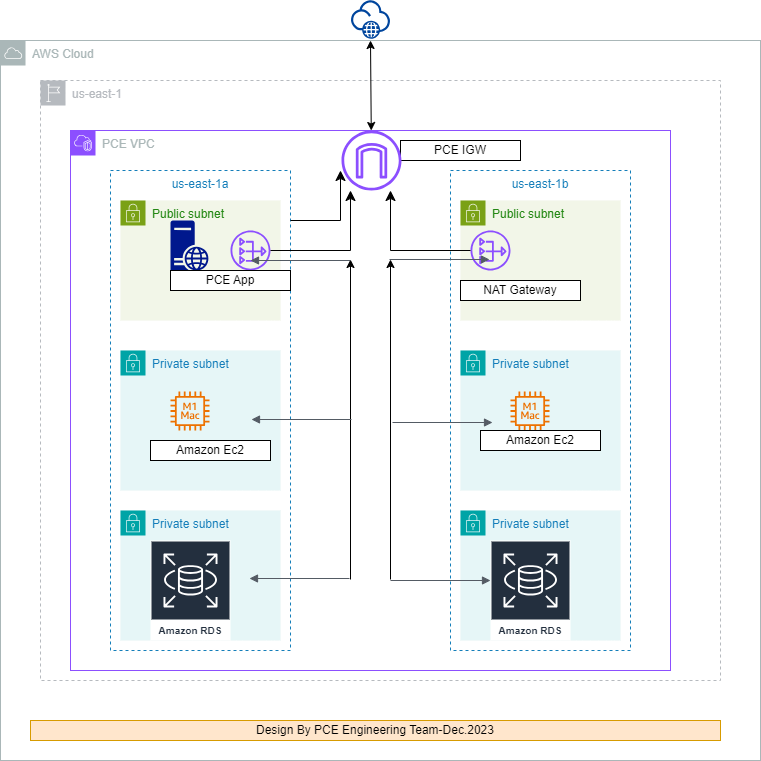 AWS Cloud
us-east-1
PCE VPC
PCE IGW
us-east-1a
us-east-1b
Public subnet
Public subnet
PCE App
NAT Gateway
Private subnet
Private subnet
M1
Mac
M1
Mac
Amazon Ec2
Amazon Ec2
Private subnet
Private subnet
Amazon RDS
Amazon RDS
Design By PCE Engineering Team-Dec.2023